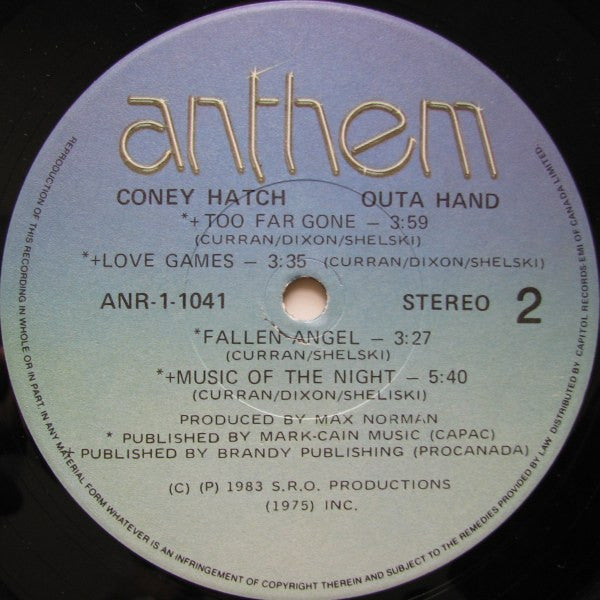 anthem
CONEY HATCH OUTA HAND
*+TOO FAR GONE – 3:59
(CURRAN/DIXON/SHELSKI)
*+LOVE GAMES – 3:35 (CURRAN/DIXON/SHELSKI)
ANR-1-1041 STEREO 2
*FALLEN ANGEL – 3:27
(CURRAN/SHELSKI)
*+MUSIC OF THE NIGHT – 5:40
(CURRAN/DIXON/SHELISKI)
PRODUCED BY MAX NORMAN
* PUBLISHED BY MARK-CAIN MUSIC (CAPAC)
+ PUBLISHED BY BRANDY PUBLISHING (PROCANADA)
(C) (P) 1983 S.R.O. PRODUCTIONS
(1975) INC.
REPRODUCTION OF THIS RECORDING IN WHOLE OR IN PART, IN ANY MATERIAL FORM WHATEVER IS AN INFRINGEMENT OF COPYRIGHT THEREIN AND SUBJECT TO THE REMEDIES PROVIDED BY LAW DISTRIBUTED BY CAPITOL RECORDS EMI OF CANADA LIMITED.